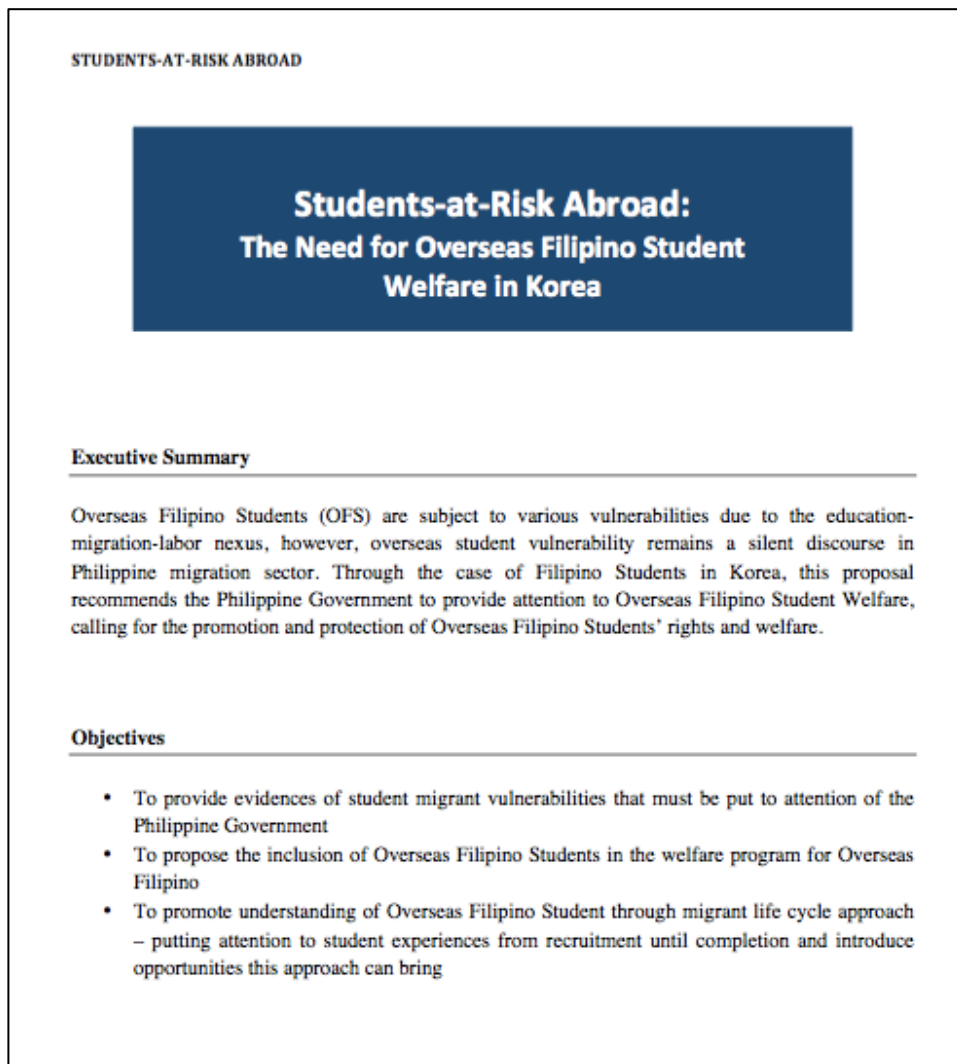 STUDENTS-AT-RISK ABROAD
Students-at-Risk Abroad:
The Need for Overseas Filipino Student
Welfare in Korea
Executive Summary
Overseas Filipino Students (OFS) are subject to various vulnerabilities due to the education-
migration-labor nexus, however, overseas student vulnerability remains a silent discourse in
Philippine migration sector. Through the case of Filipino Students in Korea, this proposal
recommends the Philippine Government to provide attention to Overseas Filipino Student Welfare,
calling for the promotion and protection of Overseas Filipino Students’ rights and welfare.
Objectives
• To provide evidences of student migrant vulnerabilities that must be put to attention of the
Philippine Government
• To propose the inclusion of Overseas Filipino Students in the welfare program for Overseas
Filipino
• To promote understanding of Overseas Filipino Student through migrant life cycle approach
– putting attention to student experiences from recruitment until completion and introduce
opportunities this approach can bring